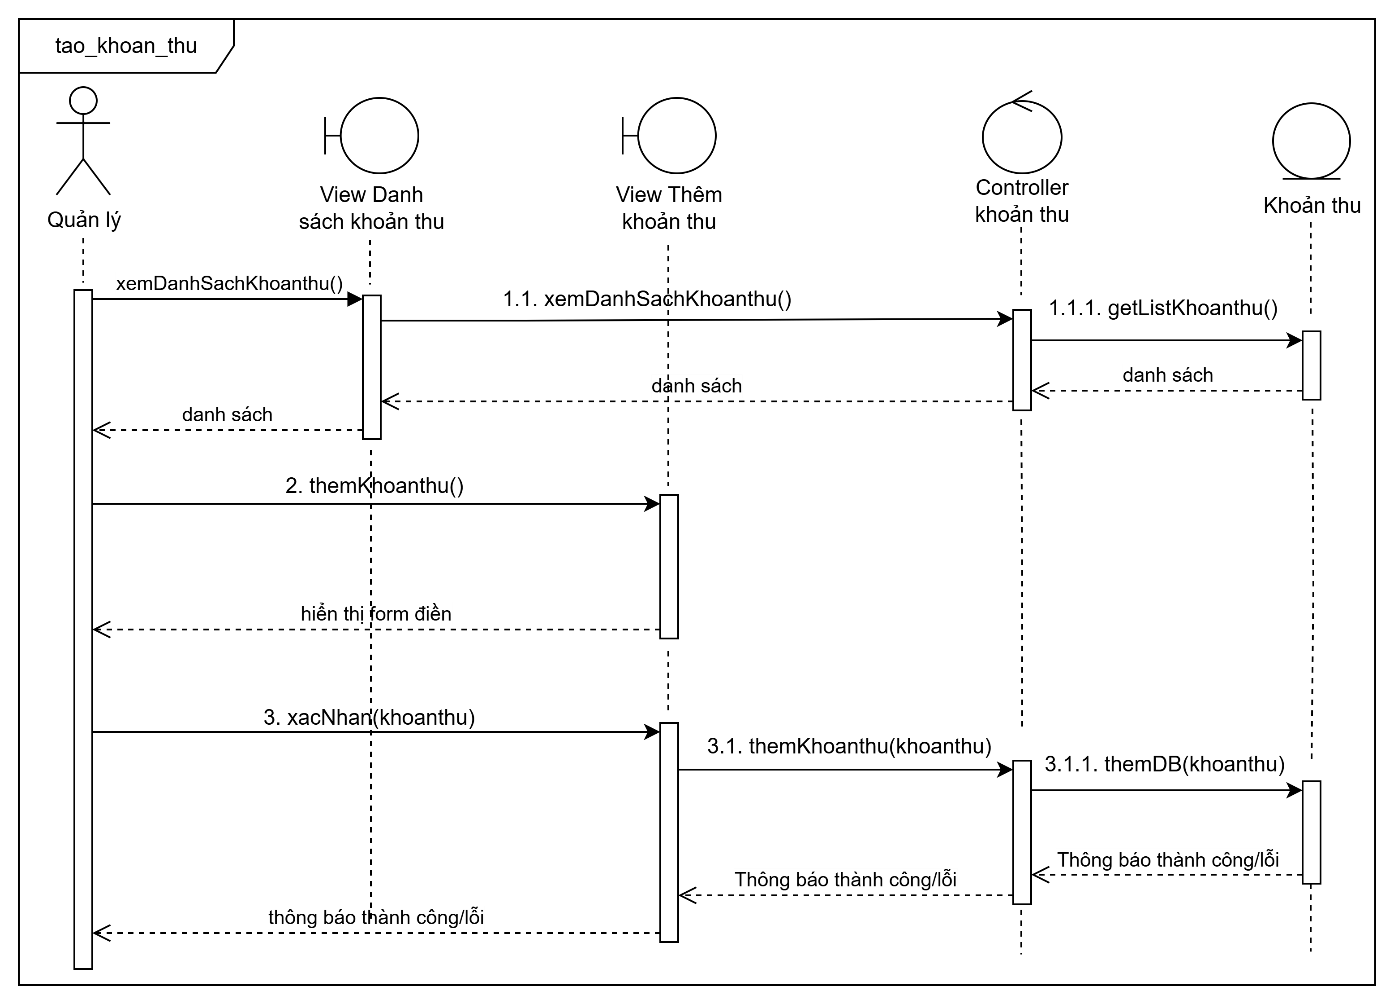 tao_khoan_thu
Quản lý
View Danh
sách khoản thu
View Thêm
khoản thu
Controller
khoản thu
Khoản thu
xemDanhSachKhoanthu()
1.1. xemDanhSachKhoanthu()
1.1.1. getListKhoanthu()
danh sách
danh sách
danh sách
2. themKhoanthu()
hiển thị form điền
3. xacNhan(khoanthu)
3.1. themKhoanthu(khoanthu)
3.1.1. themDB(khoanthu)
Thông báo thành công/lỗi
Thông báo thành công/lỗi
thông báo thành công/lỗi